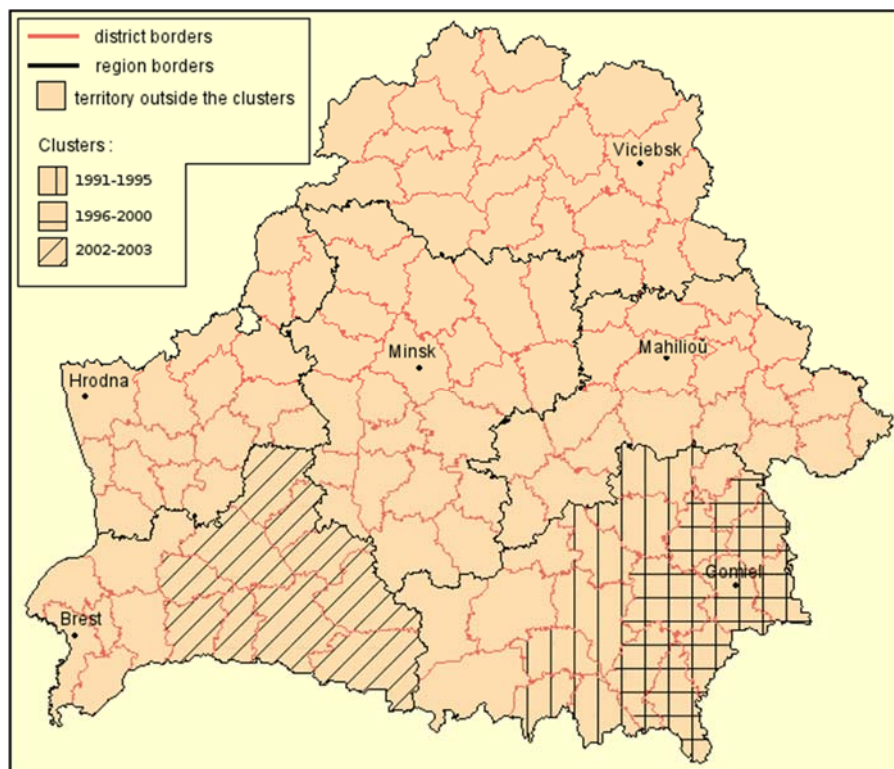 district borders
region borders
territory outside the clusters
Clusters :
1991-1995
1996-2000
2002-2003
Viciebsk
Minsk
Mahilioŭ
Hrodna
Gomiel
Brest